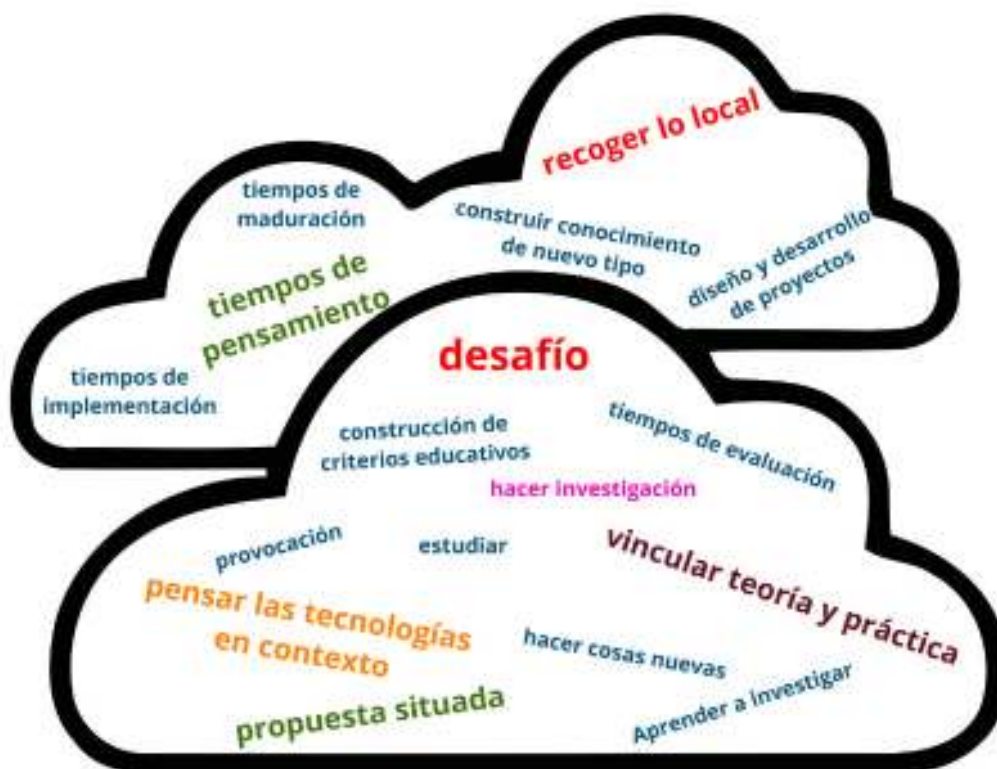 recoger lo local
tiempos de
maduración
construir conocimiento
de nuevo tipo
diseño y desarrollo
de proyectos
tiempos de
pensamiento
tiempos de
implementación
desafío
construcción de
criterios educativos
tiempos de evaluación
hacer investigación
provocación
estudiar
vincular teoría y práctica
pensar las tecnologías
en contexto
hacer cosas nuevas
propuesta situada
Aprender a investigar